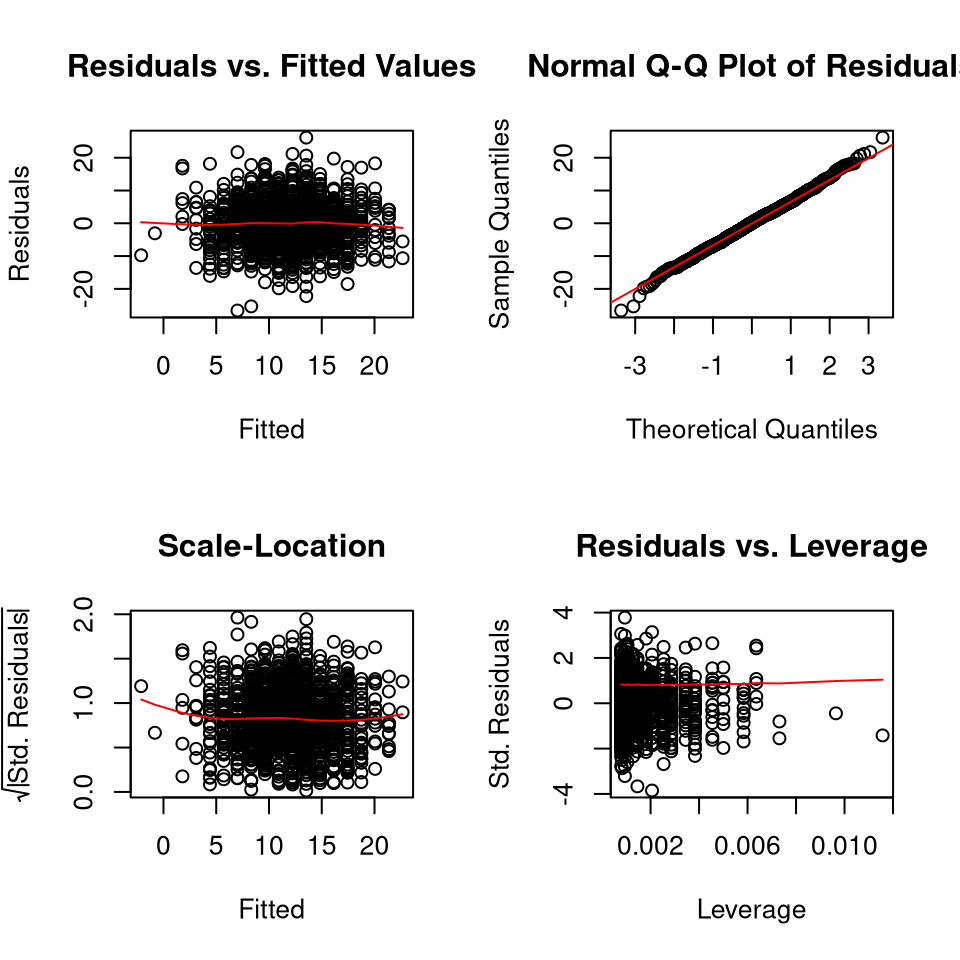 Residuals vs. Fitted Values
Residuals
20
0
-20
0 5 10 15 20
Fitted
Normal Q-Q Plot of Residuals
Sample Quantiles
20
0
-20
-3 -1 1 2 3
Theoretical Quantiles
Scale-Location
√|Std. Residuals|
2.0
1.0
0.0
0 5 10 15 20
Fitted
Residuals vs. Leverage
Std. Residuals
4
2
0
-4
0.002 0.006 0.010
Leverage